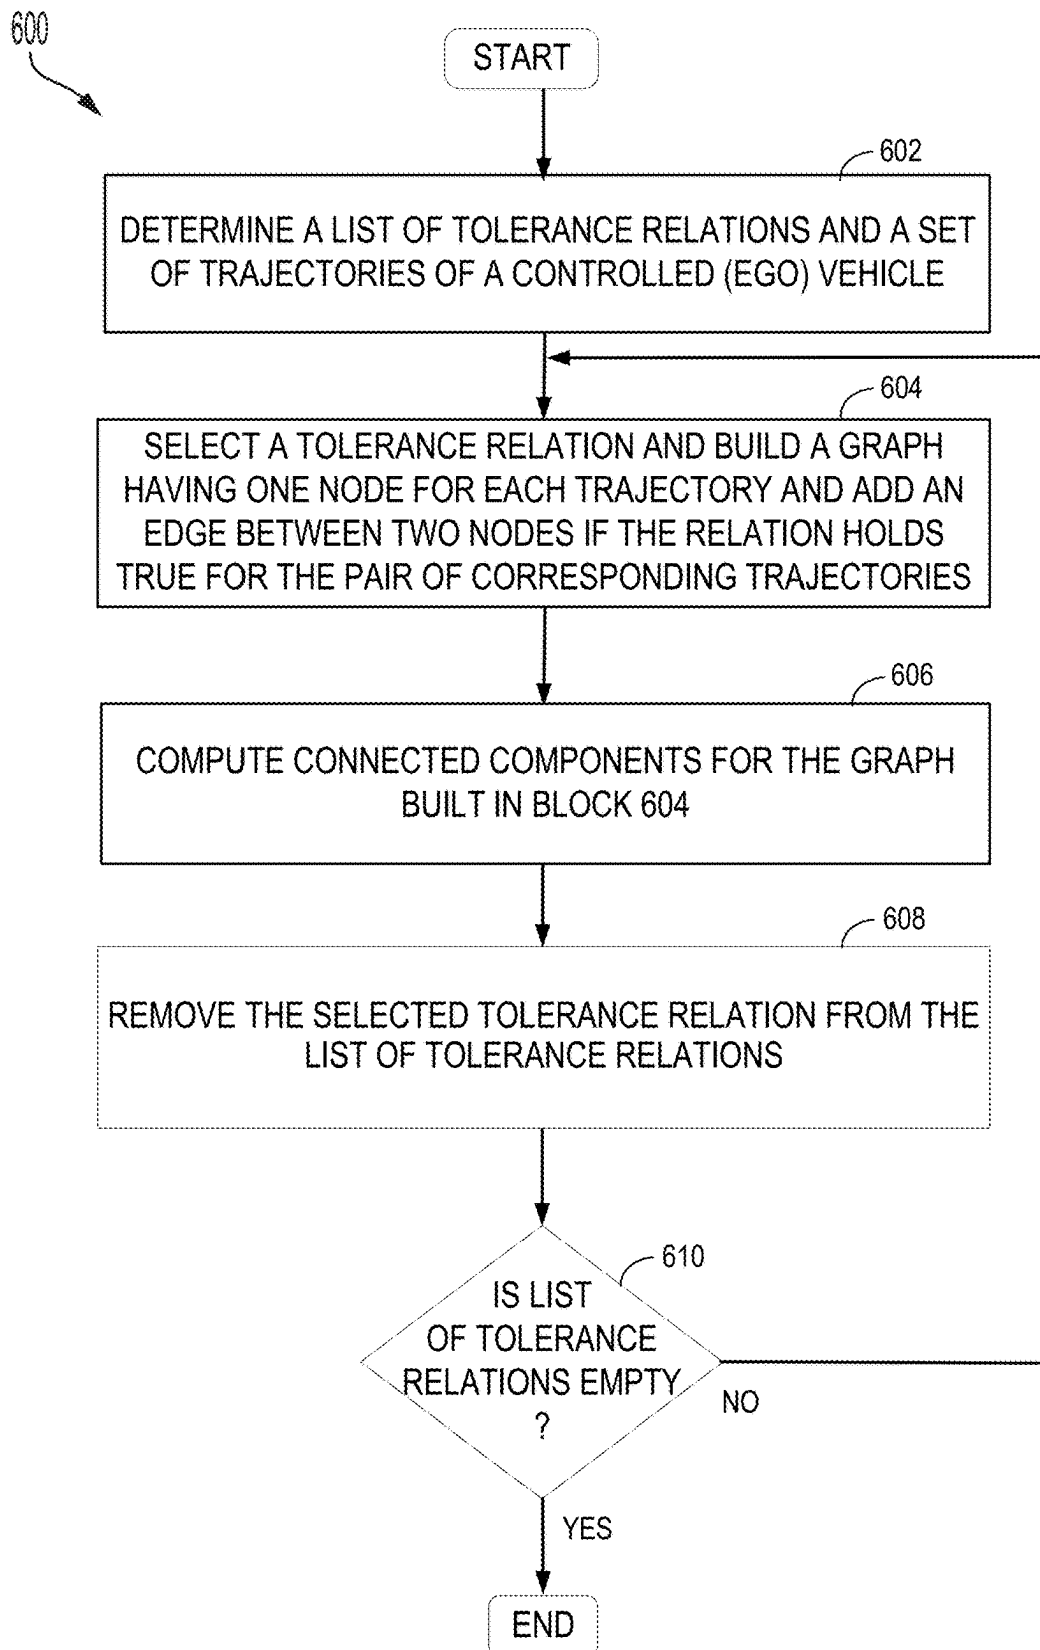 600
START
602
DETERMINE A LIST OF TOLERANCE RELATIONS AND A SET
OF TRAJECTORIES OF A CONTROLLED (EGO) VEHICLE
604
SELECT A TOLERANCE RELATION AND BUILD A GRAPH
HAVING ONE NODE FOR EACH TRAJECTORY AND ADD AN
EDGE BETWEEN TWO NODES IF THE RELATION HOLDS
TRUE FOR THE PAIR OF CORRESPONDING TRAJECTORIES
606
COMPUTE CONNECTED COMPONENTS FOR THE GRAPH
BUILT IN BLOCK 604
608
REMOVE THE SELECTED TOLERANCE RELATION FROM THE
LIST OF TOLERANCE RELATIONS
610
IS LIST
OF TOLERANCE
RELATIONS EMPTY
?
NO
YES
END